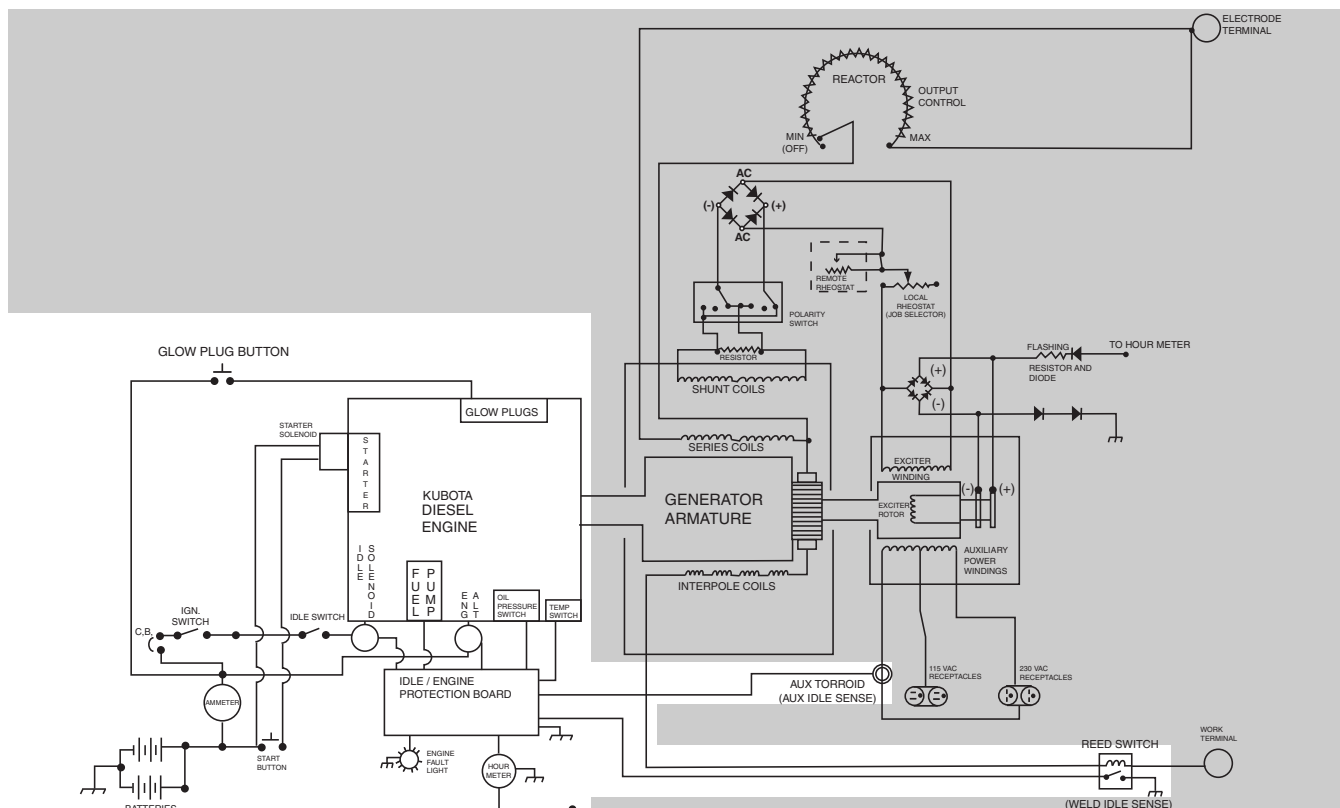 ELECTRODE
TERMINAL
REACTOR
OUTPUT
CONTROL
MIN
(OFF)
MAX
AC
(-)
(+)
AC
REMOTE
RHEOSTAT
LOCAL
RHEOSTAT
(JOB SELECTOR)
POLARITY
SWITCH
RESISTOR
SHUNT COILS
FLASHING
RESISTOR AND
DIODE
TO HOUR METER
(+)
(-)
GLOW PLUG BUTTON
GLOW PLUGS
STARTER
SOLENOID
STARTER
KUBOTA
DIESEL
ENGINE
SERIES COILS
GENERATOR
ARMATURE
EXCITER
WINDING
EXCITER
ROTOR
(-)
(+)
AUXILIARY
POWER
WINDINGS
INTERPOLE COILS
IDLE
SOLENOID
FUEL
PUMP
ENG
ALT
OIL
PRESSURE
SWITCH
TEMP
SWITCH
IGN.
SWITCH
IDLE SWITCH
C,B,
AMMETER
IDLE / ENGINE
PROTECTION BOARD
AUX TORROID
(AUX IDLE SENSE)
115 VAC
RECEPTACLES
230 VAC
RECEPTACLES
START
BUTTON
ENGINE
FAULT
LIGHT
HOUR
METER
REED SWITCH
WORK
TERMINAL
BATTERIES
(WELD IDLE SENSE)